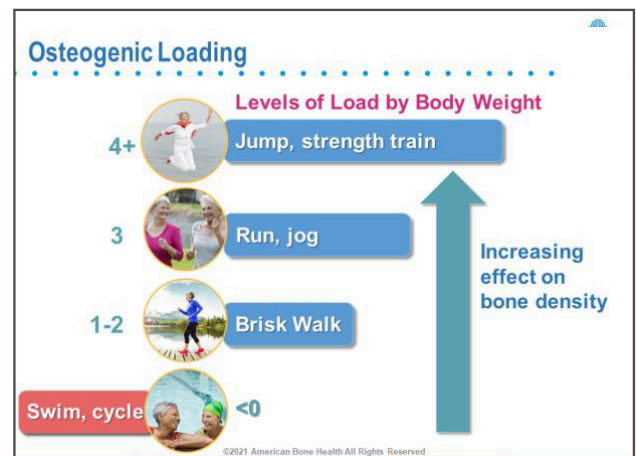 Osteogenic Loading
Levels of Load by Body Weight
4+
Jump, strength train
3
Run, jog
Increasing
effect on
bone density
1-2
Brisk Walk
Swim, cycle
<0
©2021 American Bone Health All Rights Reserved